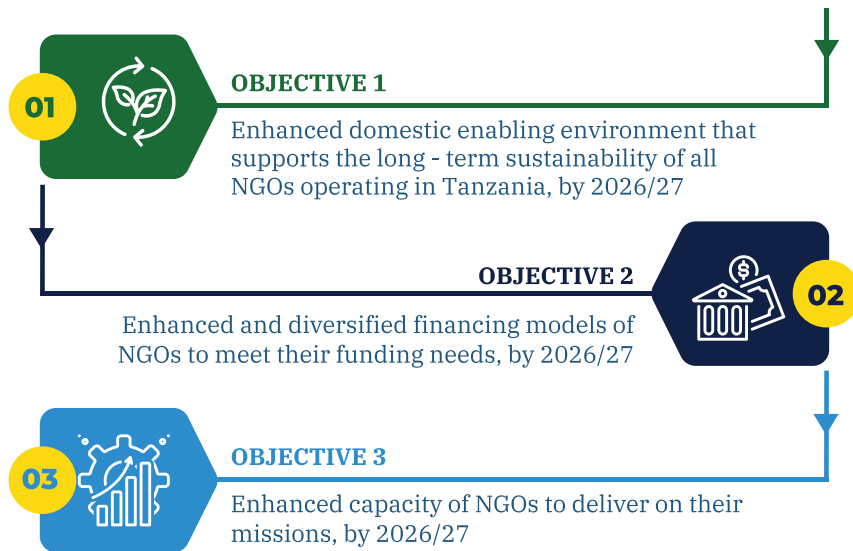 01
OBJECTIVE 1
Enhanced domestic enabling environment that
supports the long - term sustainability of all
NGOs operating in Tanzania, by 2026/27
OBJECTIVE 2
$
02
Enhanced and diversified financing models of
NGOs to meet their funding needs, by 2026/27
03
OBJECTIVE 3
Enhanced capacity of NGOs to deliver on their
missions, by 2026/27